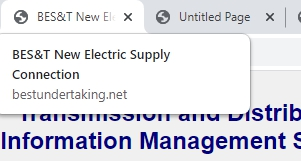 BES&T New El
Untitled Page
BES&T New Electric Supply
Connection
bestundertaking.net
Transmission and Distrib
Information Management S